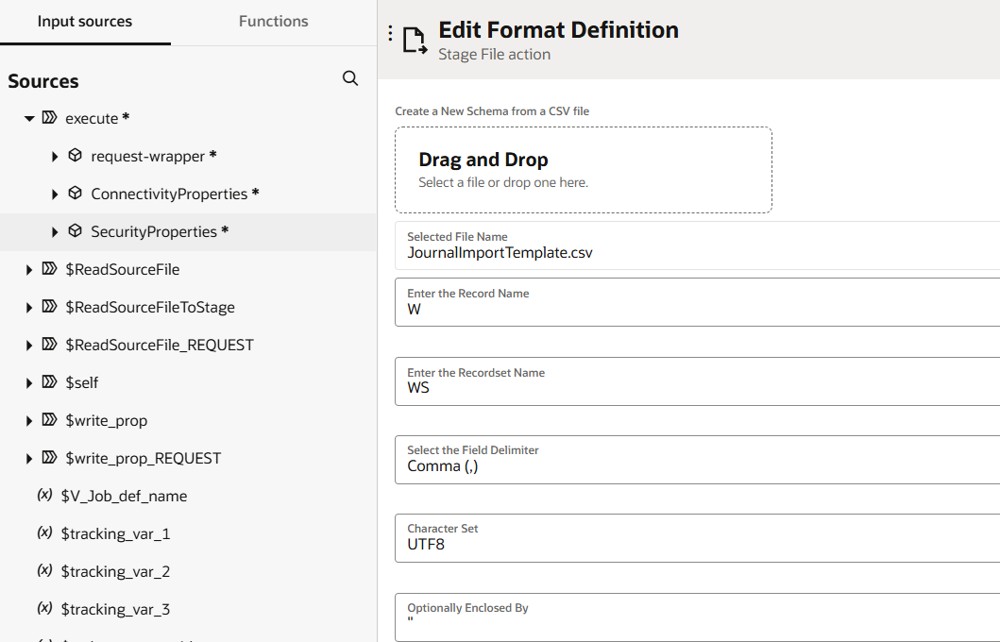 Input sources
Functions
Sources
execute *
request-wrapper *
ConnectivityProperties *
SecurityProperties *
$ReadSourceFile
$ReadSourceFileToStage
$ReadSourceFile_REQUEST
$self
$write_prop
$write_prop_REQUEST
(x) $V_Job_def_name
(x) $tracking_var_1
(x) $tracking_var_2
(x) $tracking_var_3
Edit Format Definition
Stage File action
Create a New Schema from a CSV file
Drag and Drop
Select a file or drop one here.
Selected File Name
JournalImportTemplate.csv
Enter the Record Name
W
Enter the Recordset Name
WS
Select the Field Delimiter
Comma (,)
Character Set
UTF8
Optionally Enclosed By
"